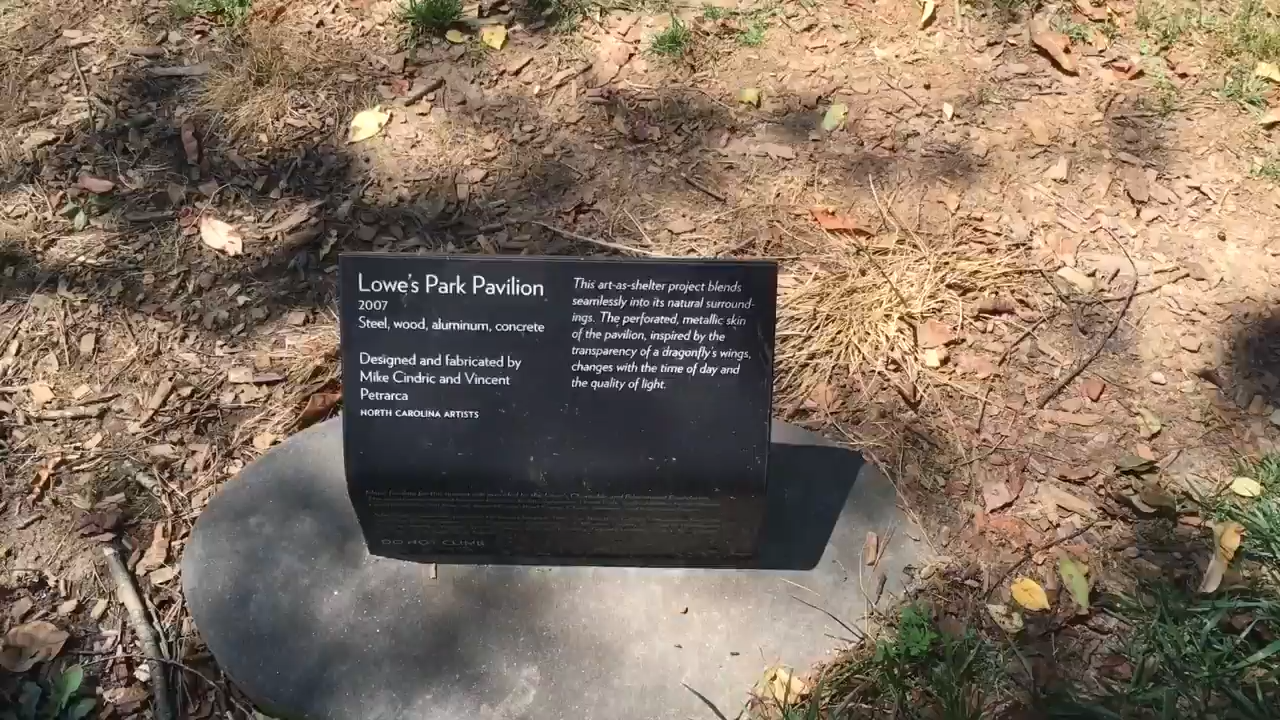 Lowe's Park Pavilion
2007
Steel, wood, aluminum, concrete
Designed and fabricated by
Mike Cindric and Vincent
Petrarca
NORTH CAROLINA ARTISTS
This art-as-shelter project blends
seamlessly into its natural surround-
ings. The perforated, metallic skin
of the pavilion, inspired by the
transparency of a dragonfly's wings,
changes with the time of day and
the quality of light.
DO NOT CLIMB